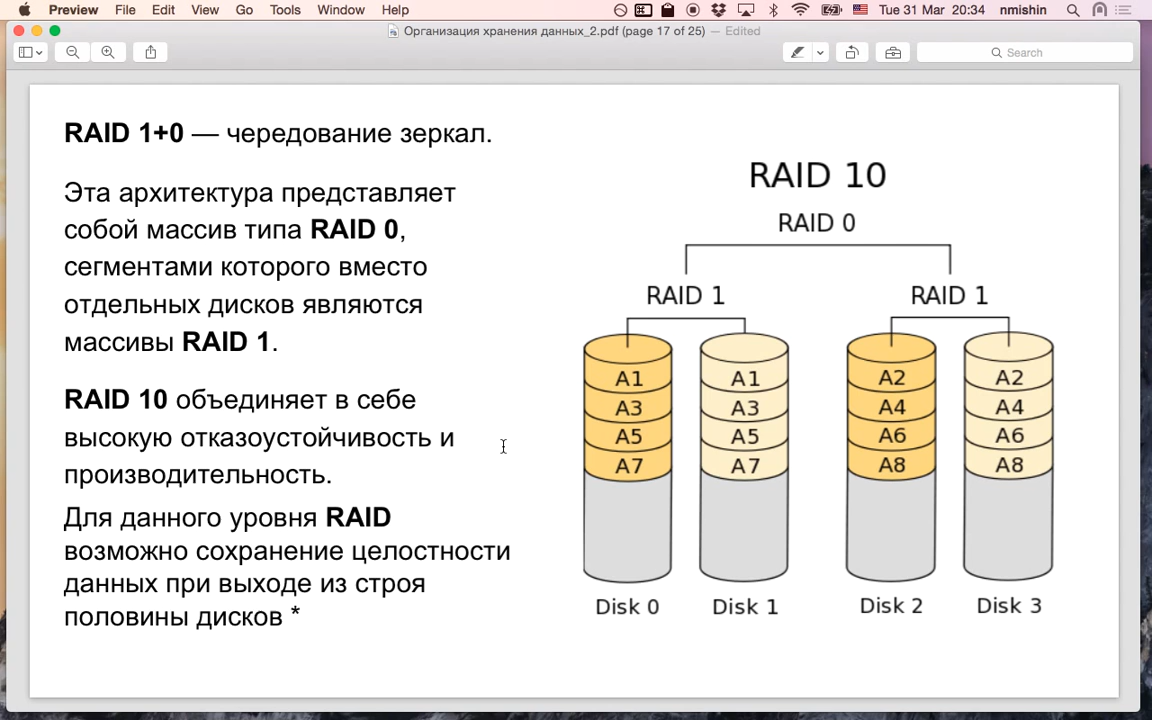 Preview File Edit View Go Tools Window Help Tue 31 Mar 20:34 nmishin
Организация хранения данных_2.pdf (page 17 of 25) — Edited
Search
RAID 1+0 — чередование зеркал.
Эта архитектура представляет
собой массив типа RAID 0,
сегментами которого вместо
отдельных дисков являются
массивы RAID 1.
RAID 10 объединяет в себе
высокую отказоустойчивость и
производительность.
Для данного уровня RAID
возможно сохранение целостности
данных при выходе из строя
половины дисков *
RAID 10
RAID 0
RAID 1 RAID 1
A1 A1 A2 A2
A3 A3 A4 A4
A5 A5 A6 A6
A7 A7 A8 A8
Disk 0 Disk 1 Disk 2 Disk 3